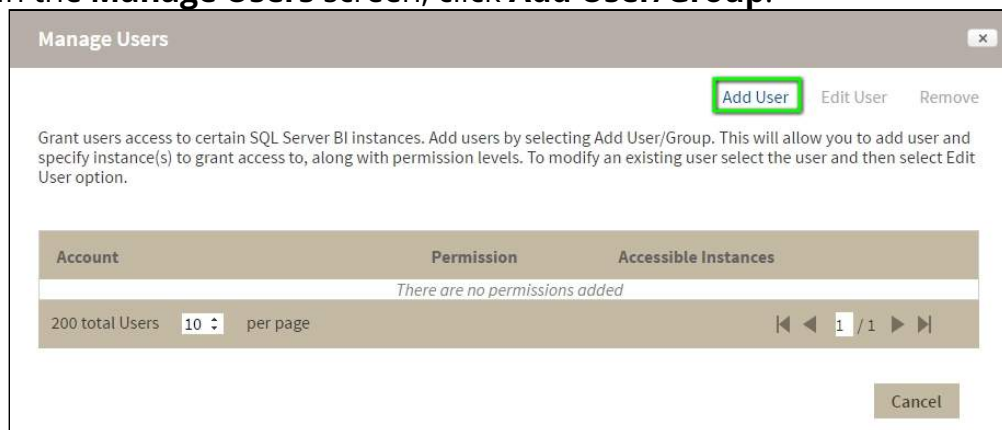 the Manage Users screen, click Add User/Group.
Manage Users
Add User Edit User Remove
Grant users access to certain SQL Server BI instances. Add users by selecting Add User/Group. This will allow you to add user and
specify instance(s) to grant access to, along with permission levels. To modify an existing user select the user and then select Edit
User option.
Account Permission Accessible Instances
There are no permissions added
200 total Users 10 per page 1 / 1
Cancel